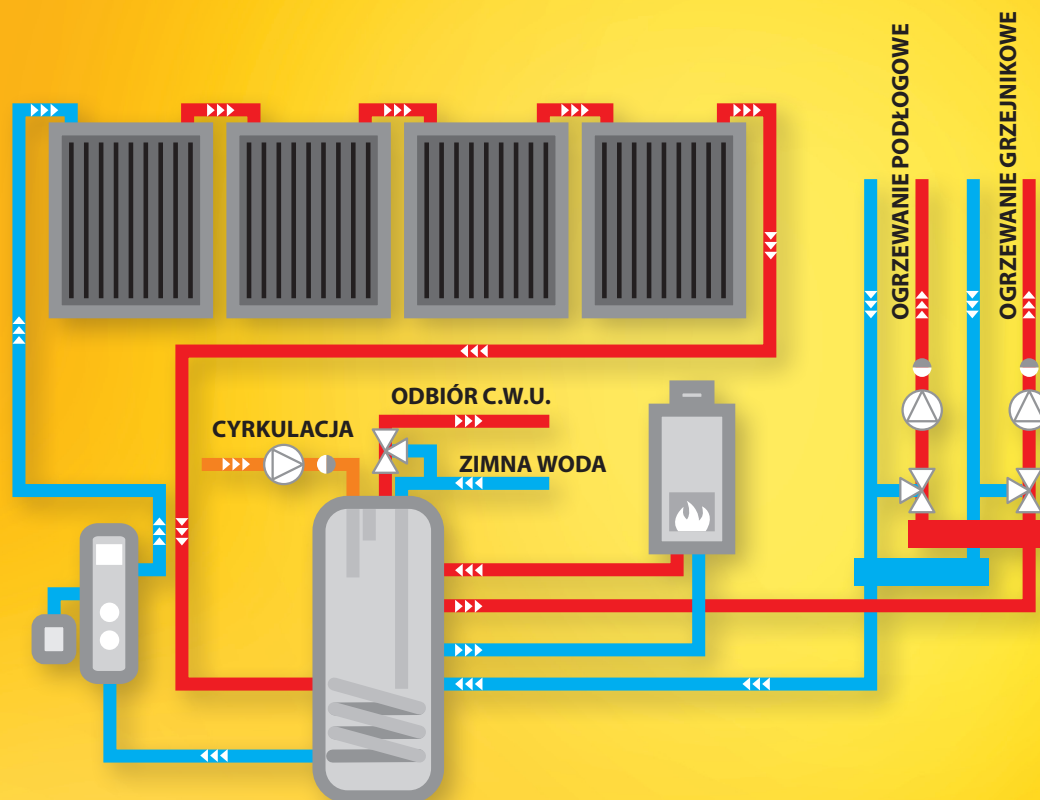 OGRZEWANIE PODŁOGOWE
OGRZEWANIE GRZEJNIKOWE
ODBIÓR C.W.U.
CYRKULACJA
ZIMNA WODA